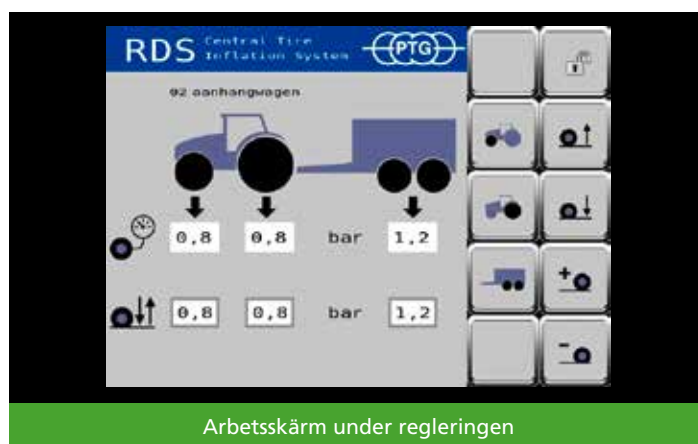 RDS Central Tire Inflation System PTG
02 aanhangwagen
0,8 0,8 bar 1,2
0,8 0,8 bar 1,2
Arbetsskärm under regleringen